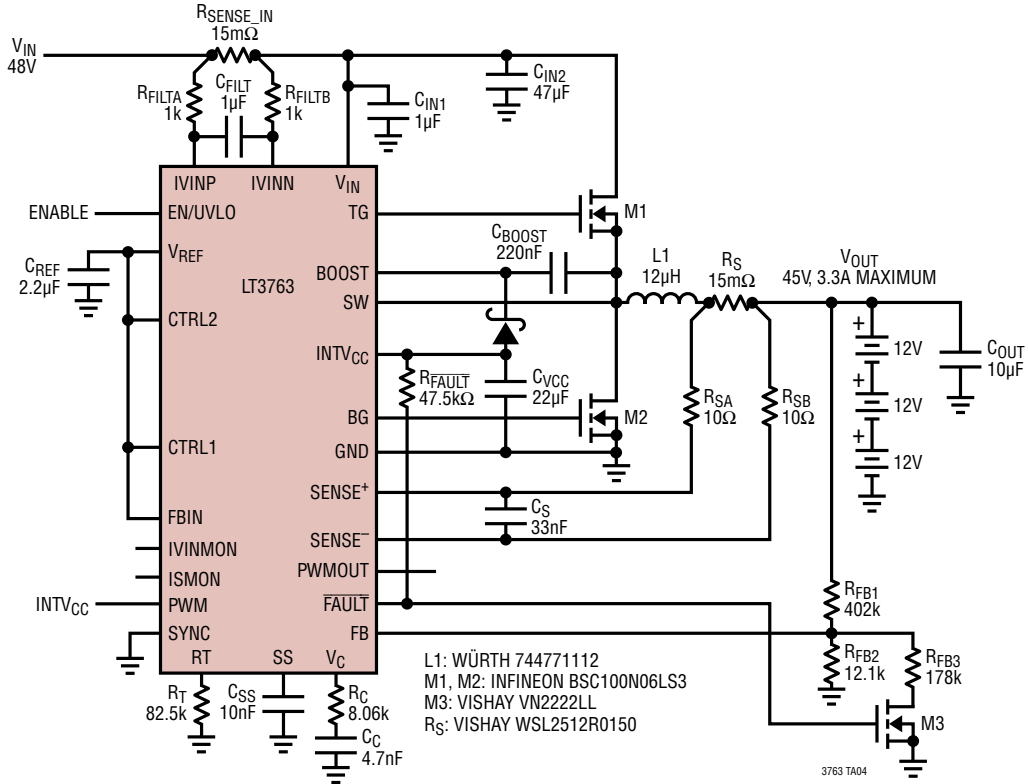 RSENSE_IN
15mΩ
VIN
48V
RFILTA
1k
CFILT
1µF
RFILTB
1k
CIN1
1µF
CIN2
47µF
IVINP
IVINN
VIN
ENABLE
EN/UVLO
TG
M1
VREF
CREF
2.2µF
LT3763
BOOST
CBOOST
220nF
L1
12µH
RS
15mΩ
VOUT
45V, 3.3A MAXIMUM
SW
CTRL2
INTVCC
RFAULT
47.5kΩ
CVCC
22µF
+
12V
+
12V
+
12V
COUT
10µF
BG
M2
RSA
10Ω
RSB
10Ω
CTRL1
GND
SENSE+
CS
33nF
FBIN
SENSE–
IVINMON
PWMOUT
ISMON
INTVCC
PWM
FAULT
RFB1
402k
SYNC
FB
RT
SS
VC
RFB2
12.1k
RFB3
178k
RT
82.5k
CSS
10nF
RC
8.06k
CC
4.7nF
L1: WÜRTH 744771112
M1, M2: INFINEON BSC100N06LS3
M3: VISHAY VN2222LL
RS: VISHAY WSL2512R0150
M3
3763 TA04